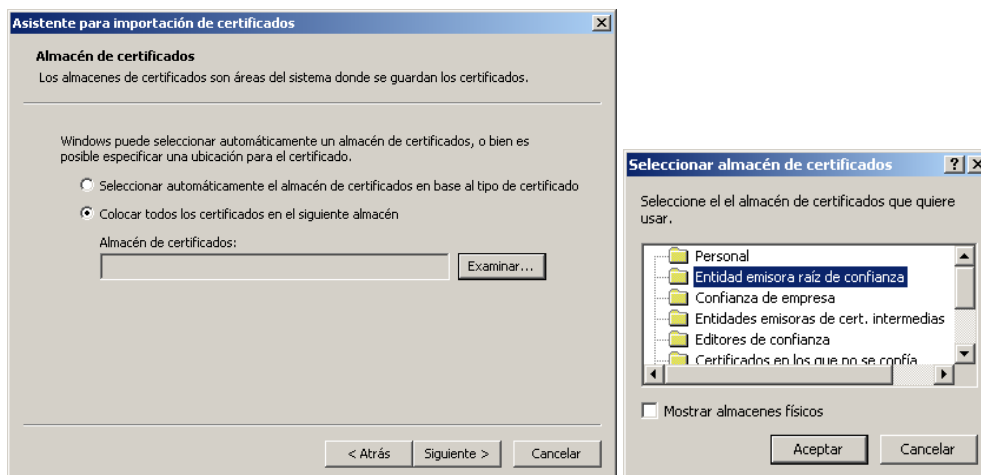 Asistente para importación de certificados
Almacén de certificados
Los almacenes de certificados son áreas del sistema donde se guardan los certificados.
Windows puede seleccionar automáticamente un almacén de certificados, o bien es
posible especificar una ubicación para el certificado.
Seleccionar automáticamente el almacén de certificados en base al tipo de certificado
Colocar todos los certificados en el siguiente almacén
Almacén de certificados:
Examinar...
< Atrás
Siguiente >
Cancelar
Seleccionar almacén de certificados
Seleccione el el almacén de certificados que quiere
usar.
Personal
Entidad emisora raíz de confianza
Confianza de empresa
Entidades emisoras de cert. intermedias
Editores de confianza
Certificados en los que no se confía
Mostrar almacenes físicos
Aceptar
Cancelar